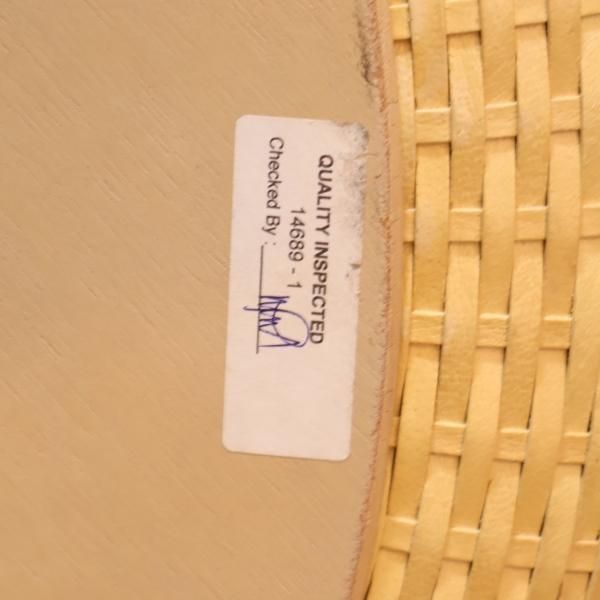 QUALITY INSPECTED
14689 - 1
Checked By :